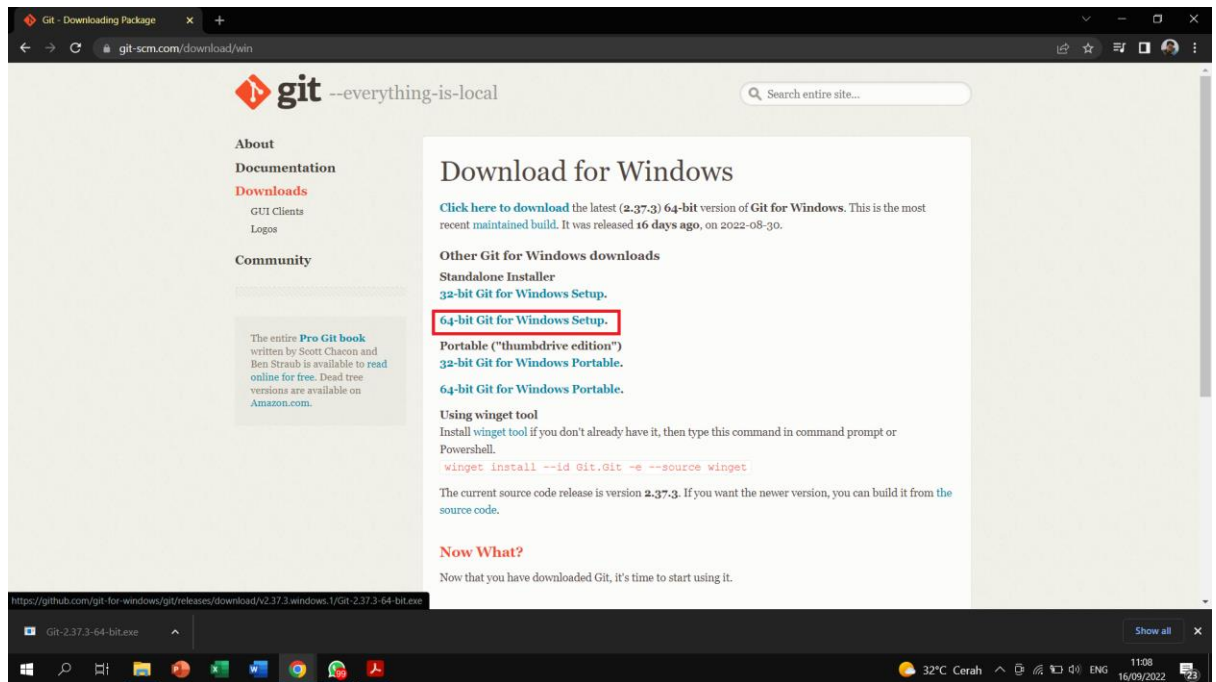 Git - Downloading Package
git-scm.com/download/win
git --everything-is-local
Search entire site...
About
Documentation
Downloads
GUI Clients
Logos
Community
The entire Pro Git book
written by Scott Chacon and
Ben Straub is available to read
online for free. Dead tree
versions are available on
Amazon.com.
Download for Windows
Click here to download the latest (2.37.3) 64-bit version of Git for Windows. This is the most
recent maintained build. It was released 16 days ago, on 2022-08-30.
Other Git for Windows downloads
Standalone Installer
32-bit Git for Windows Setup.
64-bit Git for Windows Setup.
Portable ("thumbdrive edition")
32-bit Git for Windows Portable.
64-bit Git for Windows Portable.
Using winget tool
Install winget tool if you don't already have it, then type this command in command prompt or
Powershell.
winget install --id Git.Git -e --source winget
The current source code release is version 2.37.3. If you want the newer version, you can build it from the
source code.
Now What?
Now that you have downloaded Git, it's time to start using it.
https://github.com/git-for-windows/git/releases/download/v2.37.3.windows.1/Git-2.37.3-64-bit.exe
Git-2.37.3-64-bit.exe
Show all
99
32°C Cerah
ENG
11:08
16/09/2022
23